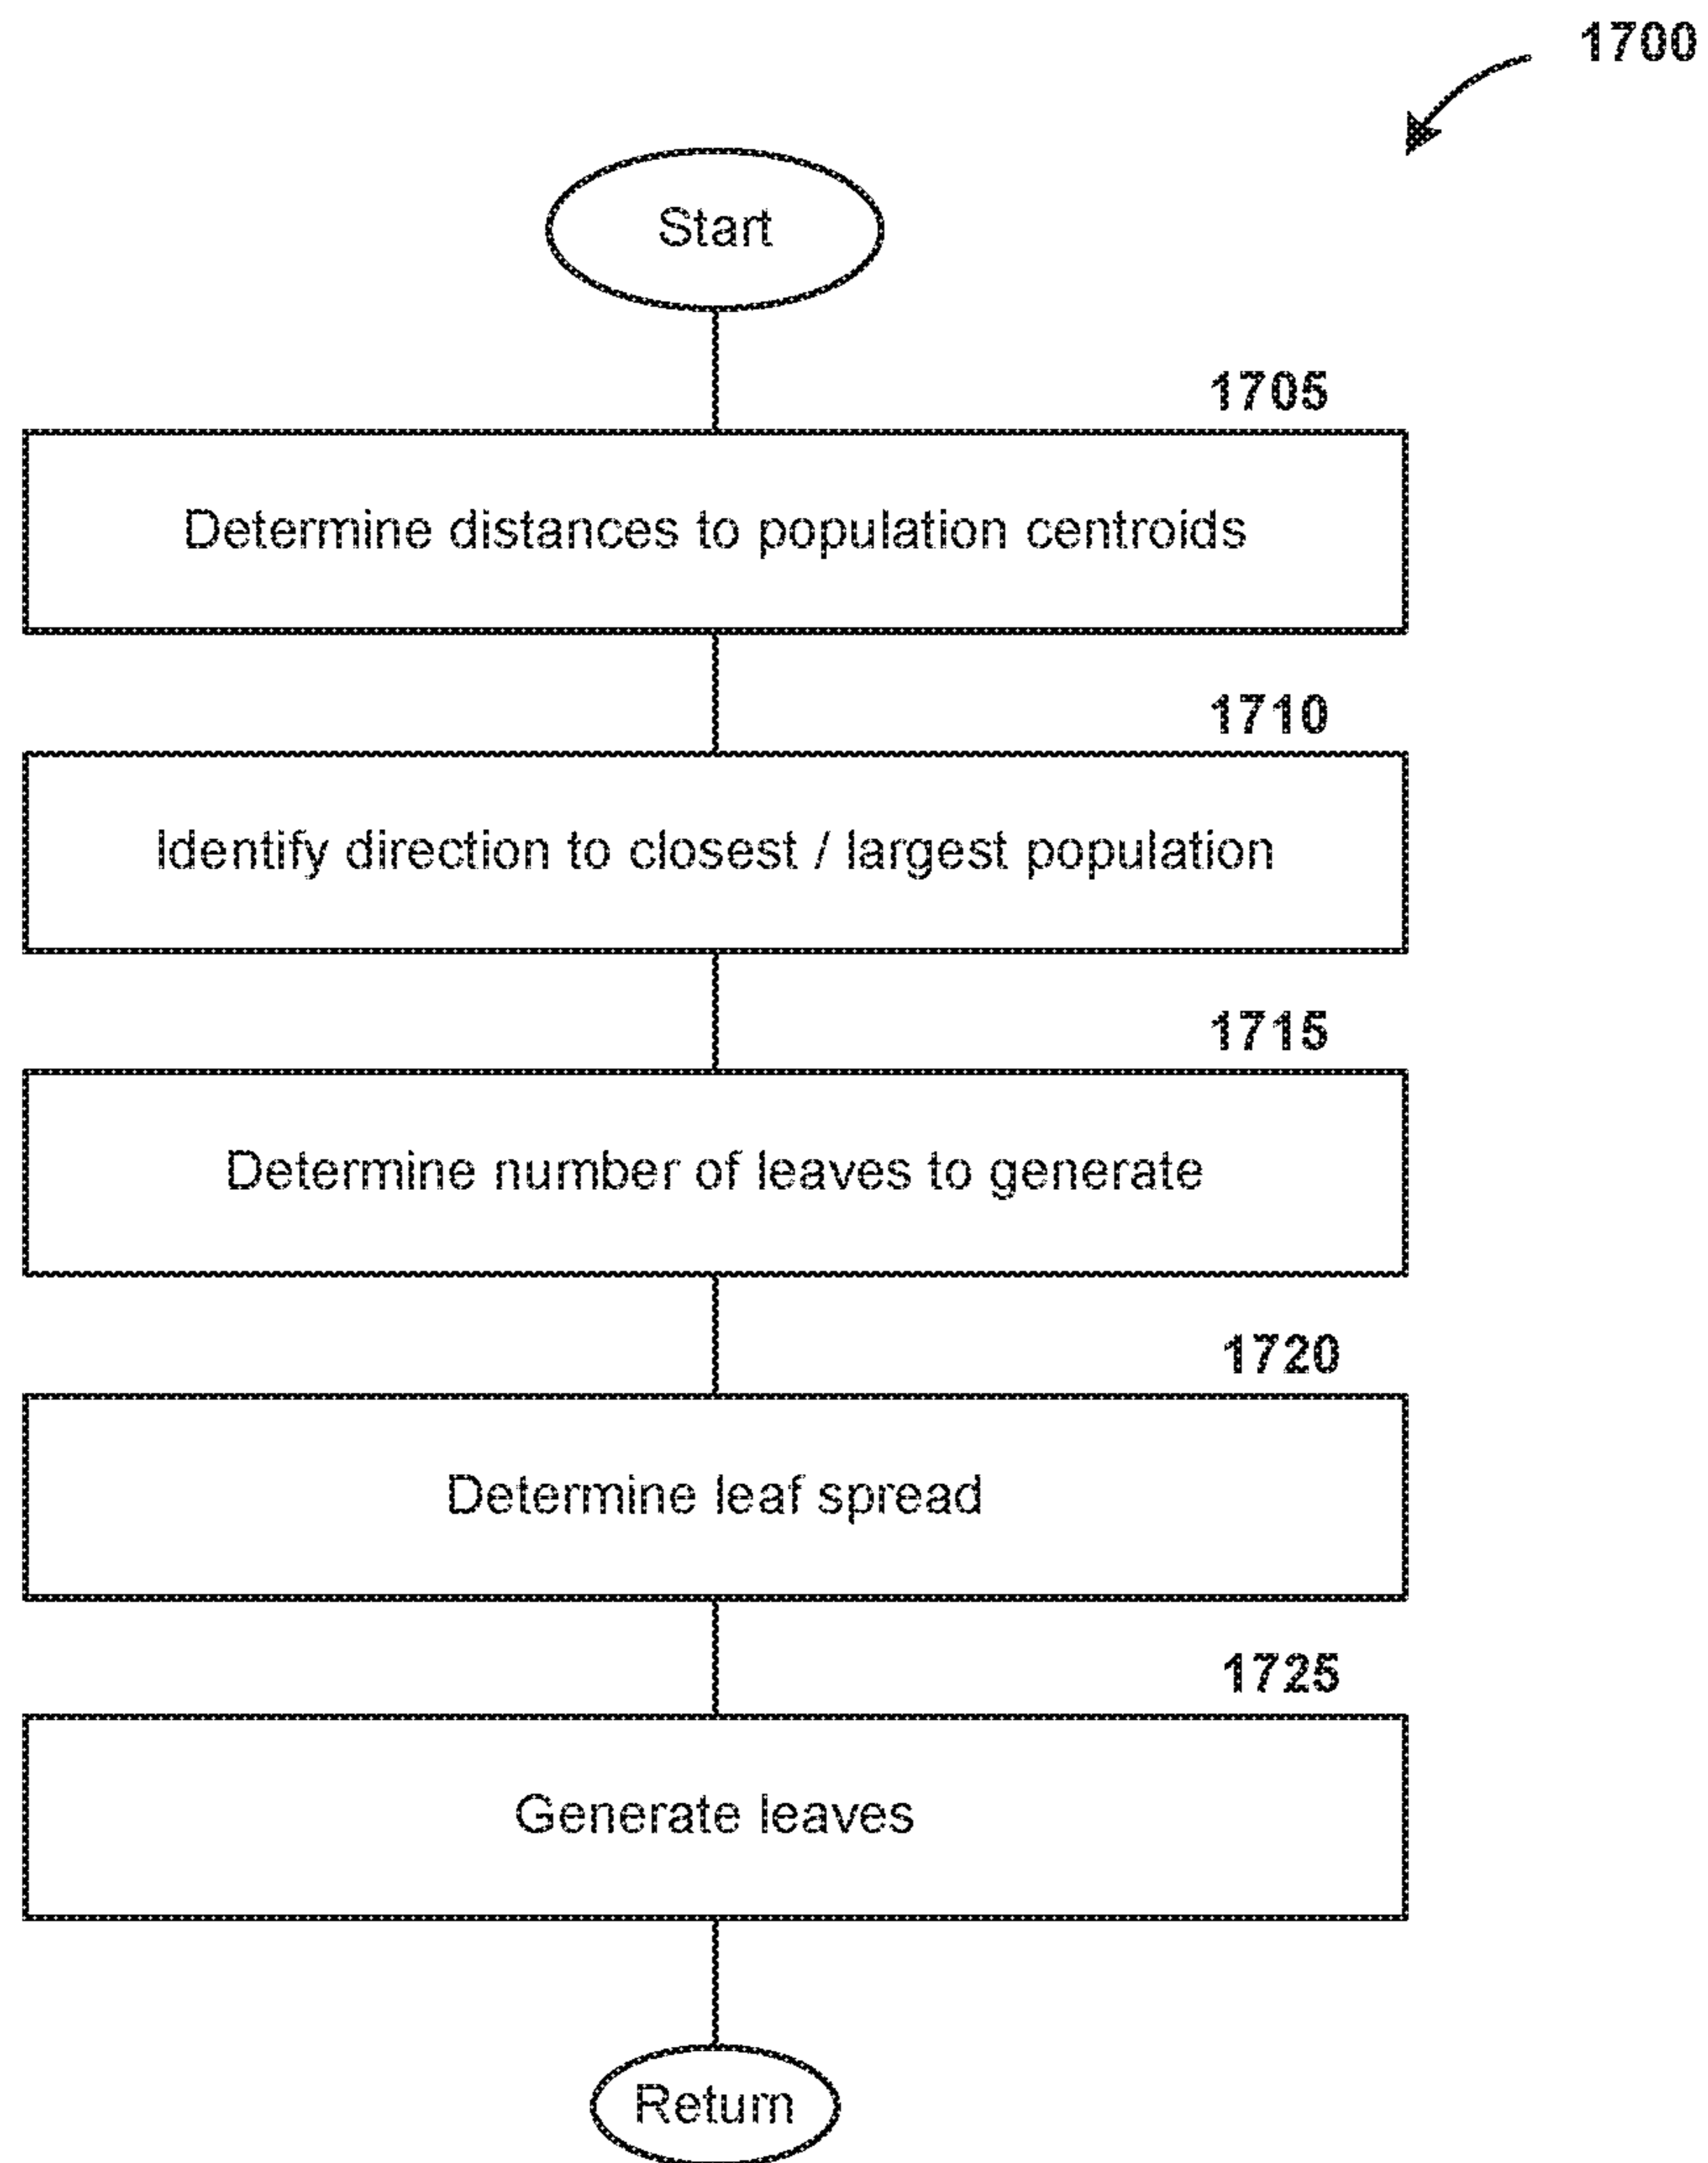 1700
Start
1705
Determine distances to population centroids
1710
Identify direction to closest / largest population
1715
Determine number of leaves to generate
1720
Determine leaf spread
1725
Generate leaves
Return